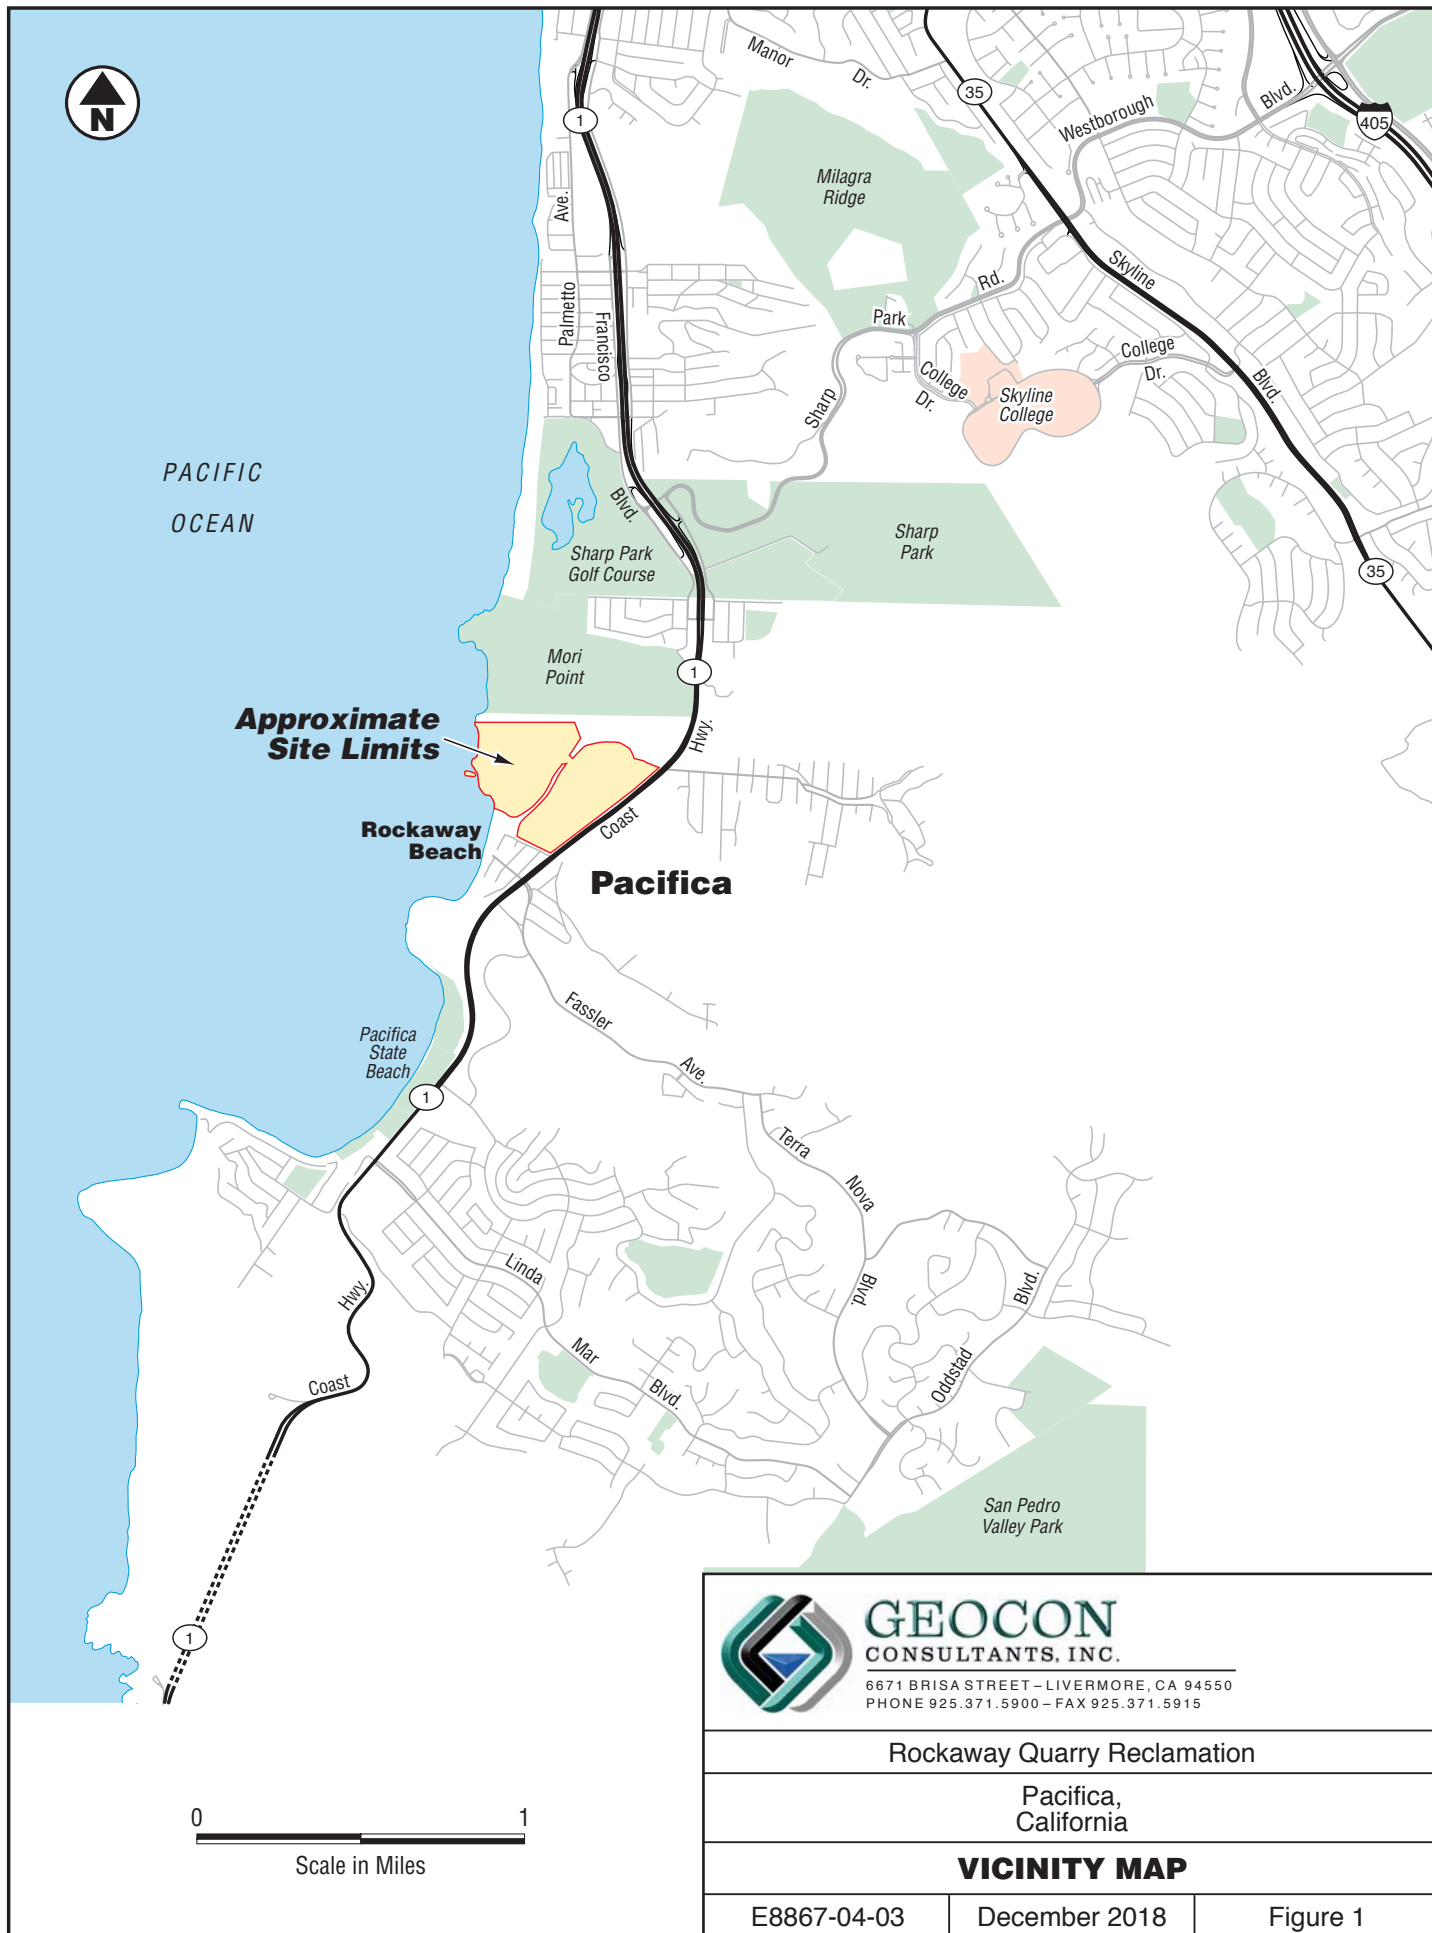 N
1
Manor
Dr.
35
Westborough
Blvd.
405
Milagra
Ridge
Ave.
Palmetto
Francisco
Blvd.
Rd.
Park
Sharp
Skyline
Blvd.
College
Dr.
College
Dr.
Skyline
College
PACIFIC
OCEAN
Sharp Park
Golf Course
Sharp
Park
35
Mori
Point
1
Hwy.
Coast
Approximate
Site Limits
Rockaway
Beach
Pacifica
Fassler
Ave.
Pacifica
State
Beach
1
Terra
Nova
Blvd.
Linda
Mar
Blvd.
Oddstad
Blvd.
Hwy.
Coast
San Pedro
Valley Park
1
GEOCON
CONSULTANTS, INC.
6671 BRISA STREET – LIVERMORE, CA 94550
PHONE 925.371.5900 – FAX 925.371.5915
Rockaway Quarry Reclamation
Pacifica,
California
VICINITY MAP
E8867-04-03 December 2018 Figure 1
0 1
Scale in Miles